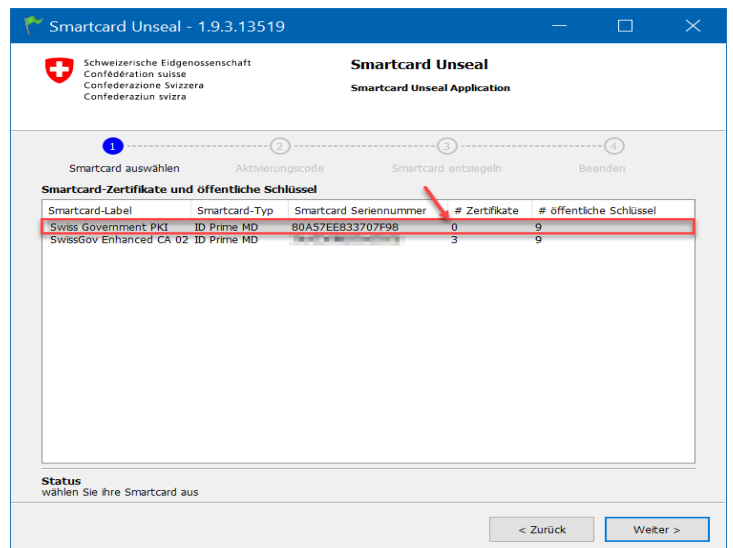 Smartcard Unseal - 1.9.3.13519
Schweizerische Eidgenossenschaft
Confédération suisse
Confederazione Svizzera
Confederaziun svizra
Smartcard Unseal
Smartcard Unseal Application
1 2 3 4
Smartcard auswählen Aktivierungscode Smartcard entsiegeln Beenden
Smartcard-Zertifikate und öffentliche Schlüssel
Smartcard-Label Smartcard-Typ Smartcard Seriennummer # Zertifikate # öffentliche Schlüssel
Swiss Government PKI ID Prime MD 80A57EE833707F98 0 9
SwissGov Enhanced CA 02 ID Prime MD 3 9
Status
wählen Sie ihre Smartcard aus
< Zurück Weiter >